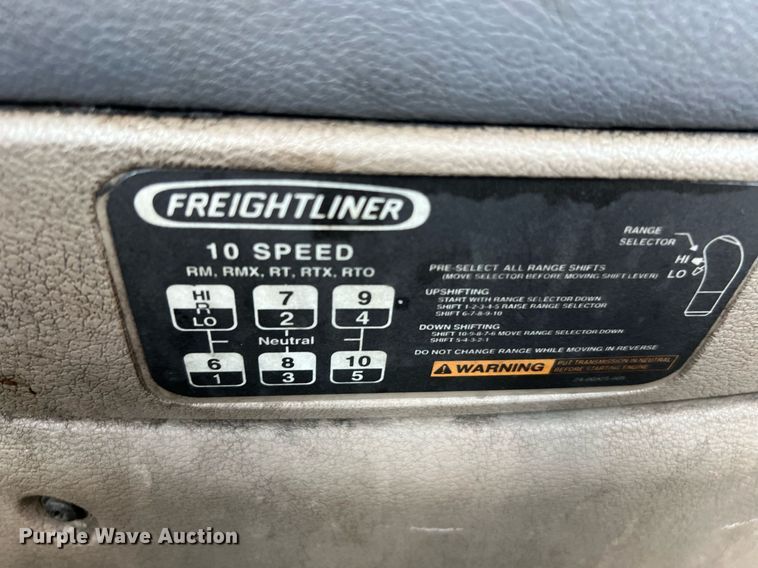 FREIGHTLINER
10 SPEED
RM, RMX, RT, RTX, RTO
HI R LO
7 2
9 4
Neutral
6 1
8 3
10 5
PRE-SELECT ALL RANGE SHIFTS
(MOVE SELECTOR BEFORE MOVING SHIFT LEVER)
UPSHIFTING
START WITH RANGE SELECTOR DOWN
SHIFT 1-2-3-4-5 RAISE RANGE SELECTOR
SHIFT 6-7-8-9-10
DOWN SHIFTING
SHIFT 10-9-8-7-6 MOVE RANGE SELECTOR DOWN
SHIFT 5-4-3-2-1
DO NOT CHANGE RANGE WHILE MOVING IN REVERSE
WARNING
PUT TRANSMISSION IN NEUTRAL
BEFORE STARTING ENGINE
RANGE
SELECTOR
HI
LO
Purple Wave Auction